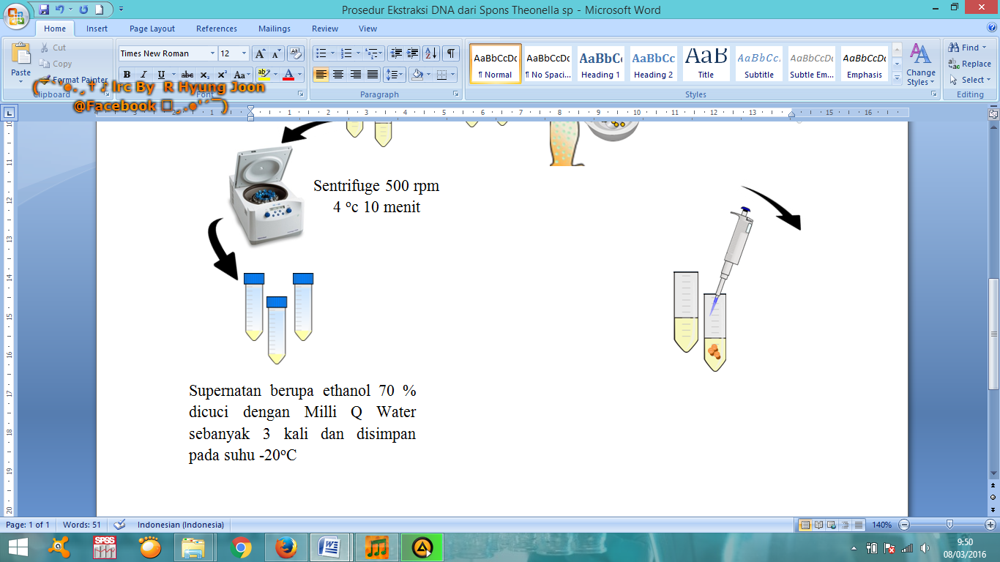 Prosedur Ekstraksi DNA dari Spons Theonella sp - Microsoft Word
Home Insert Page Layout References Mailings Review View
Paste
Cut
Copy
Format Painter
Clipboard
Times New Roman 12
Font
Paragraph
AaBbCcDc AaBbCcDc AaBbC AaBbCc AaB AaBbCc. AaBbCcDc AaBbCcDc
¶ Normal ¶ No Spaci... Heading 1 Heading 2 Title Subtitle Subtle Em... Emphasis
Change Styles
Styles
Find
Replace
Select
Editing
lrc By R Hyung Joon
@Facebook
Sentrifuge 500 rpm
4 ᵒc 10 menit
Supernatan berupa ethanol 70 %
dicuci dengan Milli Q Water
sebanyak 3 kali dan disimpan
pada suhu -20ᵒC
Page: 1 of 1 Words: 51 Indonesian (Indonesia) 140%
SPSS
9:50
08/03/2016